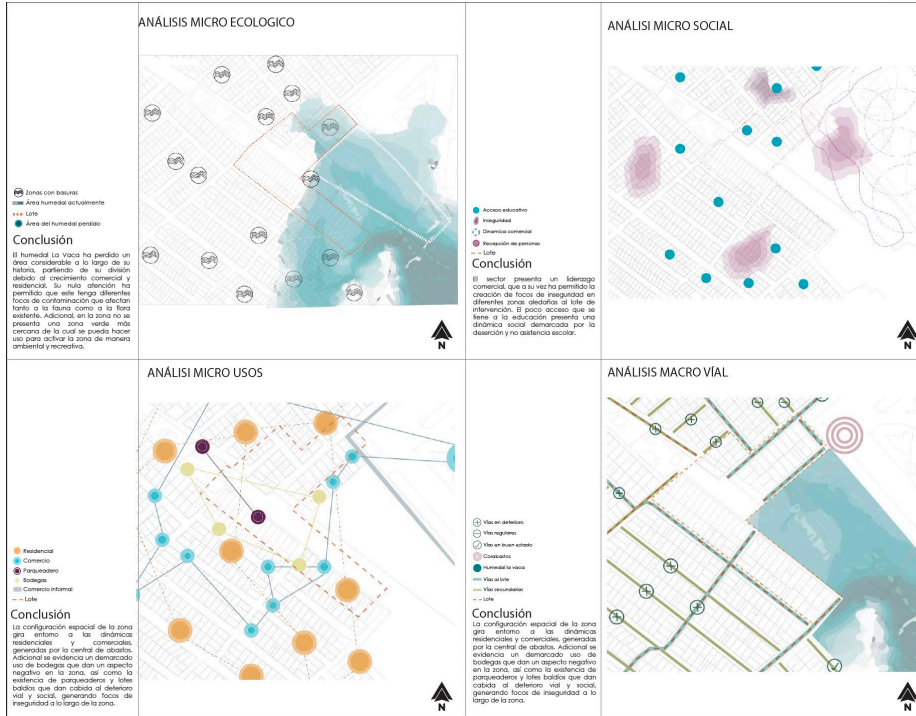 ANÁLISIS MICRO ECOLOGICO
Zonas con basuras
Área humedal actualmente
Lote
Área del humedal perdido
Conclusión
El humedal La Vaca ha perdido un
área considerable a lo largo de su
historia, partiendo de su división
debido al crecimiento comercial y
residencial. Su nula atención ha
permitido que este tenga diferentes
focos de contaminación que afectan
tanto a la fauna como a la flora
existente. Adicional, en la zona no se
presenta una zona verde más
cercana de la cual se pueda hacer
uso para activar la zona de manera
ambiental y recreativa.
N
ANÁLISIS MICRO SOCIAL
Acceso educativo
Inseguridad
Dinamica comercial
Recepción de personas
Lote
Conclusión
El sector presenta un liderazgo
comercial, que a su vez ha permitido la
creación de focos de inseguridad en
diferentes zonas aledañas al lote de
intervención. El poco acceso que se
tiene a la educación presenta una
dinámica social demarcada por la
deserción y no asistencia escolar.
N
ANÁLISI MICRO USOS
Residencial
Comercio
Parqueadero
Bodegas
Comercio informal
Lote
Conclusión
La configuración espacial de la zona
gira entorno a las dinámicas
residenciales y comerciales,
generadas por la central de abastos.
Adicional se evidencia un demarcado
uso de bodegas que dan un aspecto
negativo en la zona, así como la
existencia de parqueaderos y lotes
baldíos que dan cabida al deterioro
vial y social, generando focos de
inseguridad a lo largo de la zona.
N
ANÁLISIS MACRO VÍAL
Vías en deterioro
Vías regulares
Vías en buen estado
Corabastos
Humedal la vaca
Vías al lote
Vías secundarias
Lote
Conclusión
La configuración espacial de la zona
gira entorno a las dinámicas
residenciales y comerciales, generadas
por la central de abastos. Adicional se
evidencia un demarcado uso de
bodegas que dan un aspecto negativo
en la zona, así como la existencia de
parqueaderos y lotes baldíos que dan
cabida al deterioro vial y social,
generando focos de inseguridad a lo
largo de la zona.
N